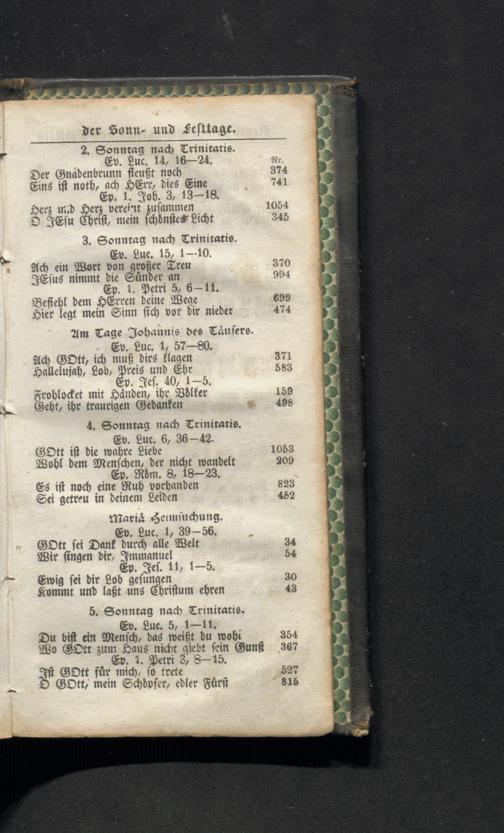 der Sonn- und Festtage.
2. Sonntag nach Trinitatis.
Ev. Luc. 14, 16—24. Nr.
Der Gnadenbrunn fleußt noch 374
Eins ist noth, ach HErr, dies Eine 741
Ep. 1. Joh. 3, 13—18.
Herz und Herz vereint zusammen 1054
O JEsu Christ, mein schönstes Licht 345
3. Sonntag nach Trinitatis.
Ev. Luc. 15, 1—10.
Ach ein Wort von großer Treu 370
JEsus nimmt die Sünder an 994
Ep. 1. Petri 5, 6—11.
Befiehl dem HErren deine Wege 699
Hier legt mein Sinn sich vor dir nieder 474
Am Tage Johannis des Täufers.
Ev. Luc. 1, 57—80.
Ach GOtt, ich muß dirs klagen 371
Hallelujah, Lob, Preis und Ehr 583
Ep. Jes. 40, 1—5.
Frohlocket mit Händen, ihr Völker 159
Geht, ihr traurigen Gedanken 498
4. Sonntag nach Trinitatis.
Ev. Luc. 6, 36—42.
GOtt ist die wahre Liebe 1053
Wohl dem Menschen, der nicht wandelt 209
Ep. Röm. 8, 18—23.
Es ist noch eine Ruh vorhanden 823
Sei getreu in deinem Leiden 452
Mariä Heimsuchung.
Ev. Luc. 1, 39—56.
GOtt sei Dank durch alle Welt 34
Wir singen dir, Immanuel 54
Ep. Jes. 11, 1—5.
Ewig sei dir Lob gesungen 30
Kommt und laßt uns Christum ehren 43
5. Sonntag nach Trinitatis.
Ev. Luc. 5, 1—11.
Du bist ein Mensch, das weißt du wohl 354
Wo GOtt zum Haus nicht giebt sein Gunst 367
Ep. 1. Petri 3, 8—15.
Ist GOtt für mich, so trete 527
O GOtt, mein Schöpfer, edler Fürst 815